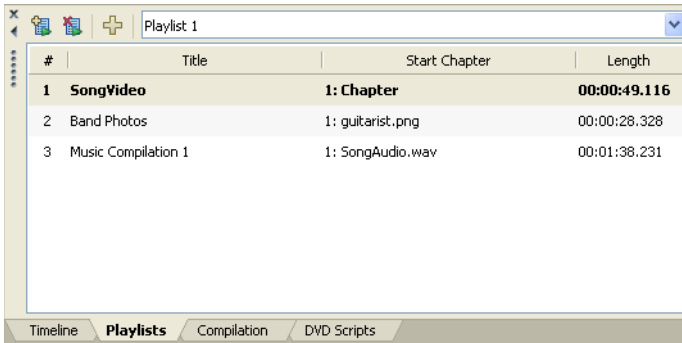 Playlist 1
# Title Start Chapter Length
1 SongVideo 1: Chapter 00:00:49.116
2 Band Photos 1: guitarist.png 00:00:28.328
3 Music Compilation 1 1: SongAudio.wav 00:01:38.231
Timeline Playlists Compilation DVD Scripts